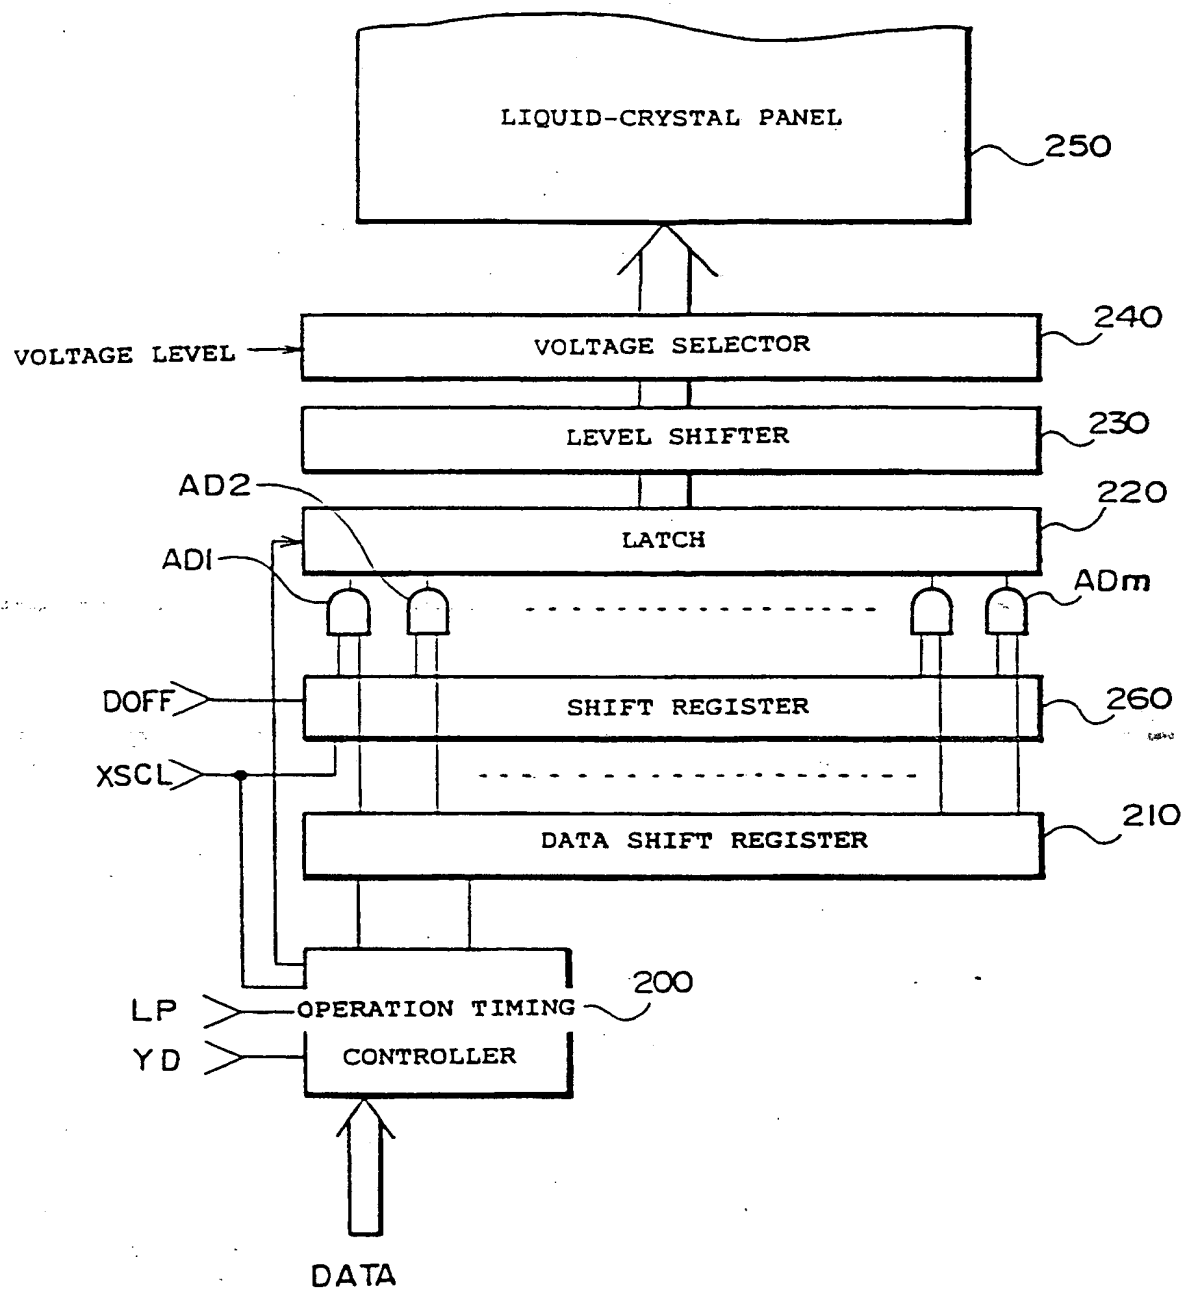 LIQUID-CRYSTAL PANEL
250
240
VOLTAGE LEVEL
VOLTAGE SELECTOR
230
LEVEL SHIFTER
AD2
220
LATCH
AD1
ADm
DOFF
SHIFT REGISTER
260
XSCL
210
DATA SHIFT REGISTER
200
LP
OPERATION TIMING
YD
CONTROLLER
DATA